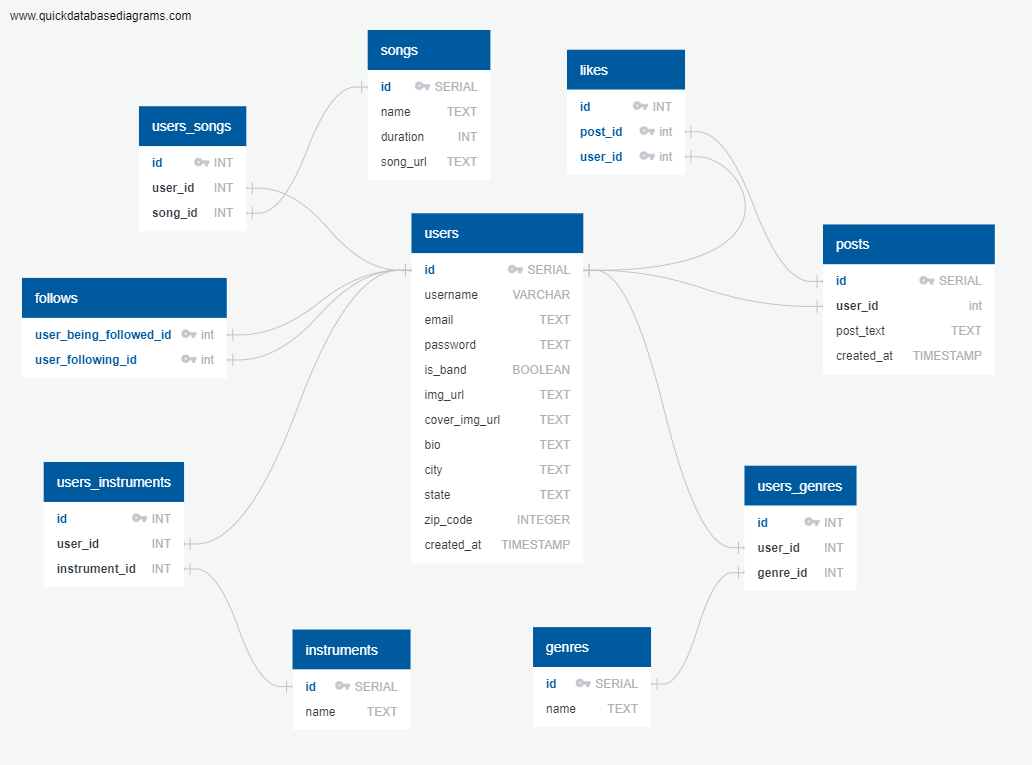 www.quickdatabasediagrams.com
songs
id SERIAL
name TEXT
duration INT
song_url TEXT
likes
id INT
post_id int
user_id int
users_songs
id INT
user_id INT
song_id INT
users
id SERIAL
username VARCHAR
email TEXT
password TEXT
is_band BOOLEAN
img_url TEXT
cover_img_url TEXT
bio TEXT
city TEXT
state TEXT
zip_code INTEGER
created_at TIMESTAMP
posts
id SERIAL
user_id int
post_text TEXT
created_at TIMESTAMP
follows
user_being_followed_id int
user_following_id int
users_instruments
id INT
user_id INT
instrument_id INT
users_genres
id INT
user_id INT
genre_id INT
instruments
id SERIAL
name TEXT
genres
id SERIAL
name TEXT